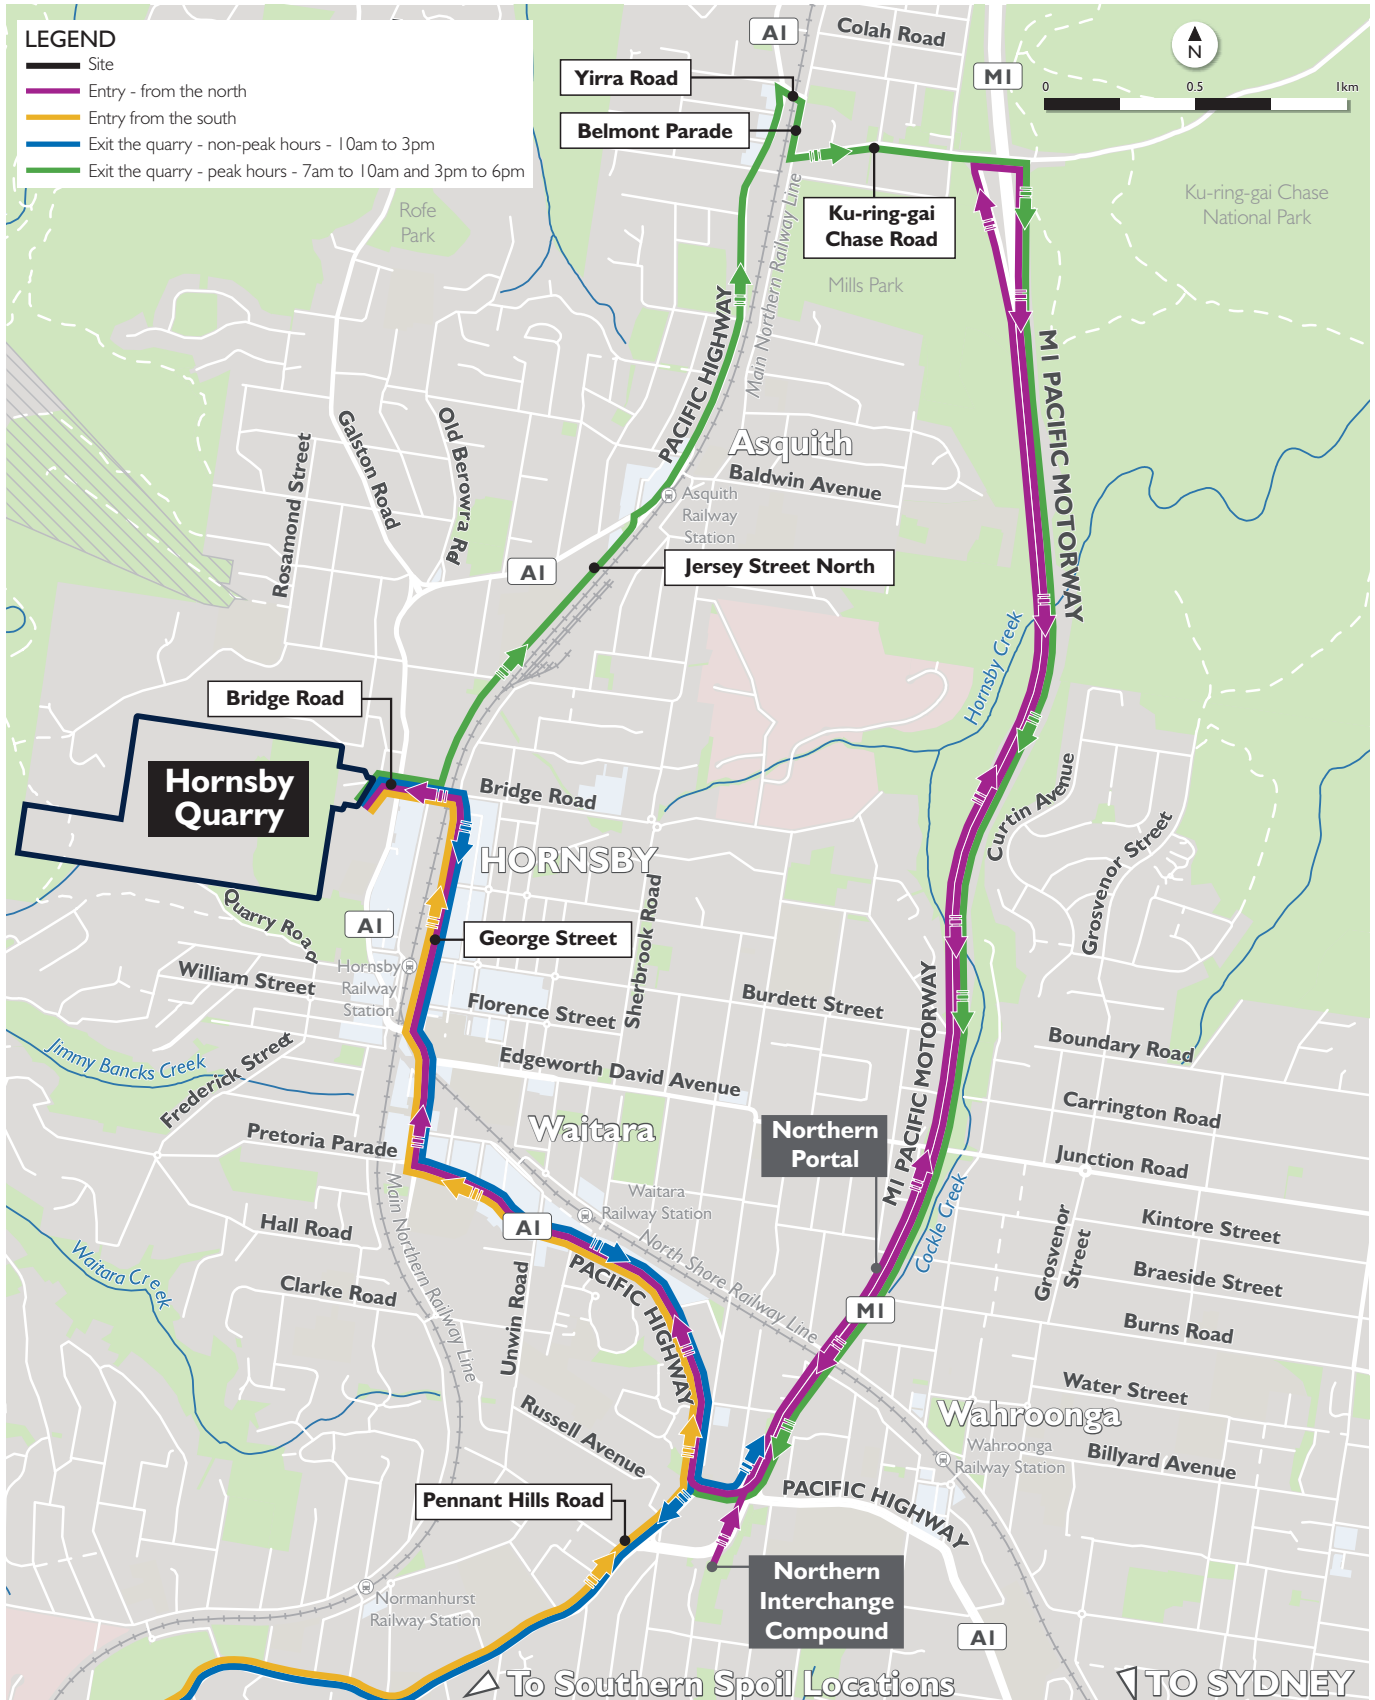 LEGEND
Site
Entry - from the north
Entry from the south
Exit the quarry - non-peak hours - 10am to 3pm
Exit the quarry - peak hours - 7am to 10am and 3pm to 6pm
A1
Colah Road
M1
N
0 0.5 1km
Yirra Road
Belmont Parade
Ku-ring-gai
Chase Road
Ku-ring-gai Chase
National Park
Rofe
Park
Mills Park
Main Northern Railway Line
PACIFIC HIGHWAY
M1 PACIFIC MOTORWAY
Asquith
Baldwin Avenue
Asquith
Railway
Station
Galston Road
Old Berowra Rd
Rosamond Street
A1
Jersey Street North
Hornsby Creek
Bridge Road
Hornsby
Quarry
Bridge Road
HORNSBY
Curtin Avenue
Grosvenor Street
Quarry Road
A1
George Street
Sherbrook Road
William Street
Hornsby
Railway
Station
Florence Street
Burdett Street
M1 PACIFIC MOTORWAY
Boundary Road
Jimmy Bancks Creek
Frederick Street
Edgeworth David Avenue
Carrington Road
Waitara
Northern
Portal
Pretoria Parade
Junction Road
Main Northern Railway Line
Waitara
Railway Station
Cockle Creek
Hall Road
A1
North Shore Railway Line
Grosvenor
Street
Kintore Street
Waitara Creek
PACIFIC HIGHWAY
Braeside Street
Clarke Road
Unwin Road
M1
Burns Road
Water Street
Russell Avenue
Wahroonga
Wahroonga
Railway Station
Billyard Avenue
Pennant Hills Road
PACIFIC HIGHWAY
Northern
Interchange
Compound
Normanhurst
Railway Station
A1
To Southern Spoil Locations
TO SYDNEY